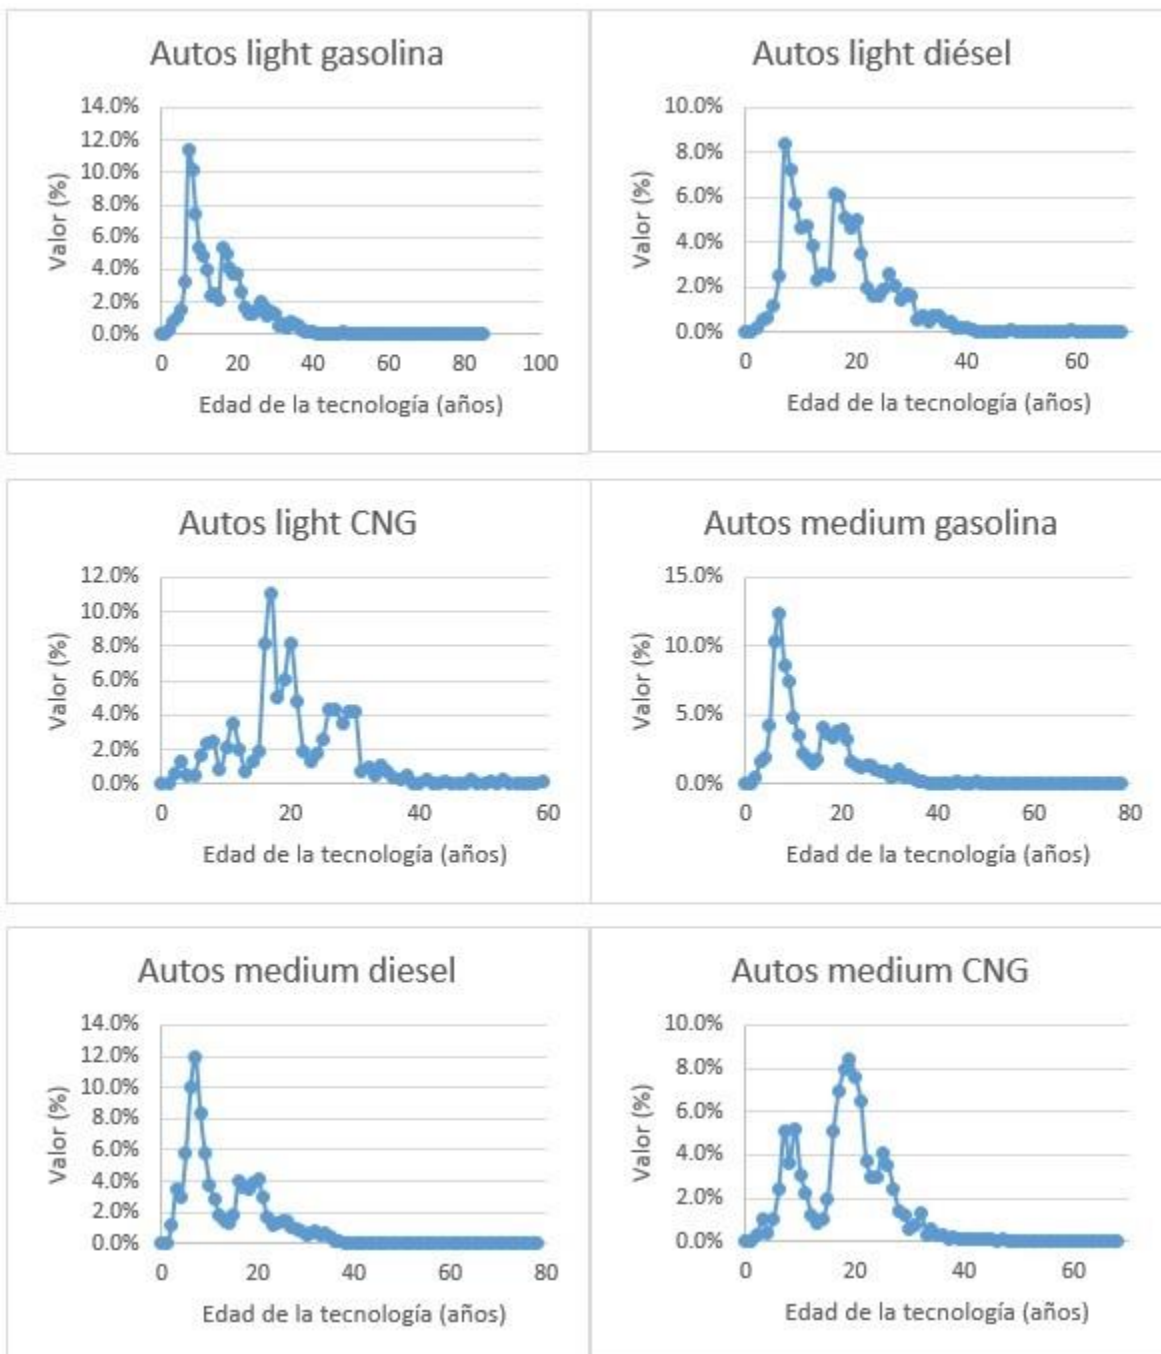 Autos light gasolina
14.0%
12.0%
10.0%
8.0%
6.0%
4.0%
2.0%
0.0%
Valor (%)
0 20 40 60 80 100
Edad de la tecnología (años)
Autos light diésel
10.0%
8.0%
6.0%
4.0%
2.0%
0.0%
Valor (%)
0 20 40 60
Edad de la tecnología (años)
Autos light CNG
12.0%
10.0%
8.0%
6.0%
4.0%
2.0%
0.0%
Valor (%)
0 20 40 60
Edad de la tecnología (años)
Autos medium gasolina
15.0%
10.0%
5.0%
0.0%
Valor (%)
0 20 40 60 80
Edad de la tecnología (años)
Autos medium diesel
14.0%
12.0%
10.0%
8.0%
6.0%
4.0%
2.0%
0.0%
Valor (%)
0 20 40 60 80
Edad de la tecnología (años)
Autos medium CNG
10.0%
8.0%
6.0%
4.0%
2.0%
0.0%
Valor (%)
0 20 40 60
Edad de la tecnología (años)